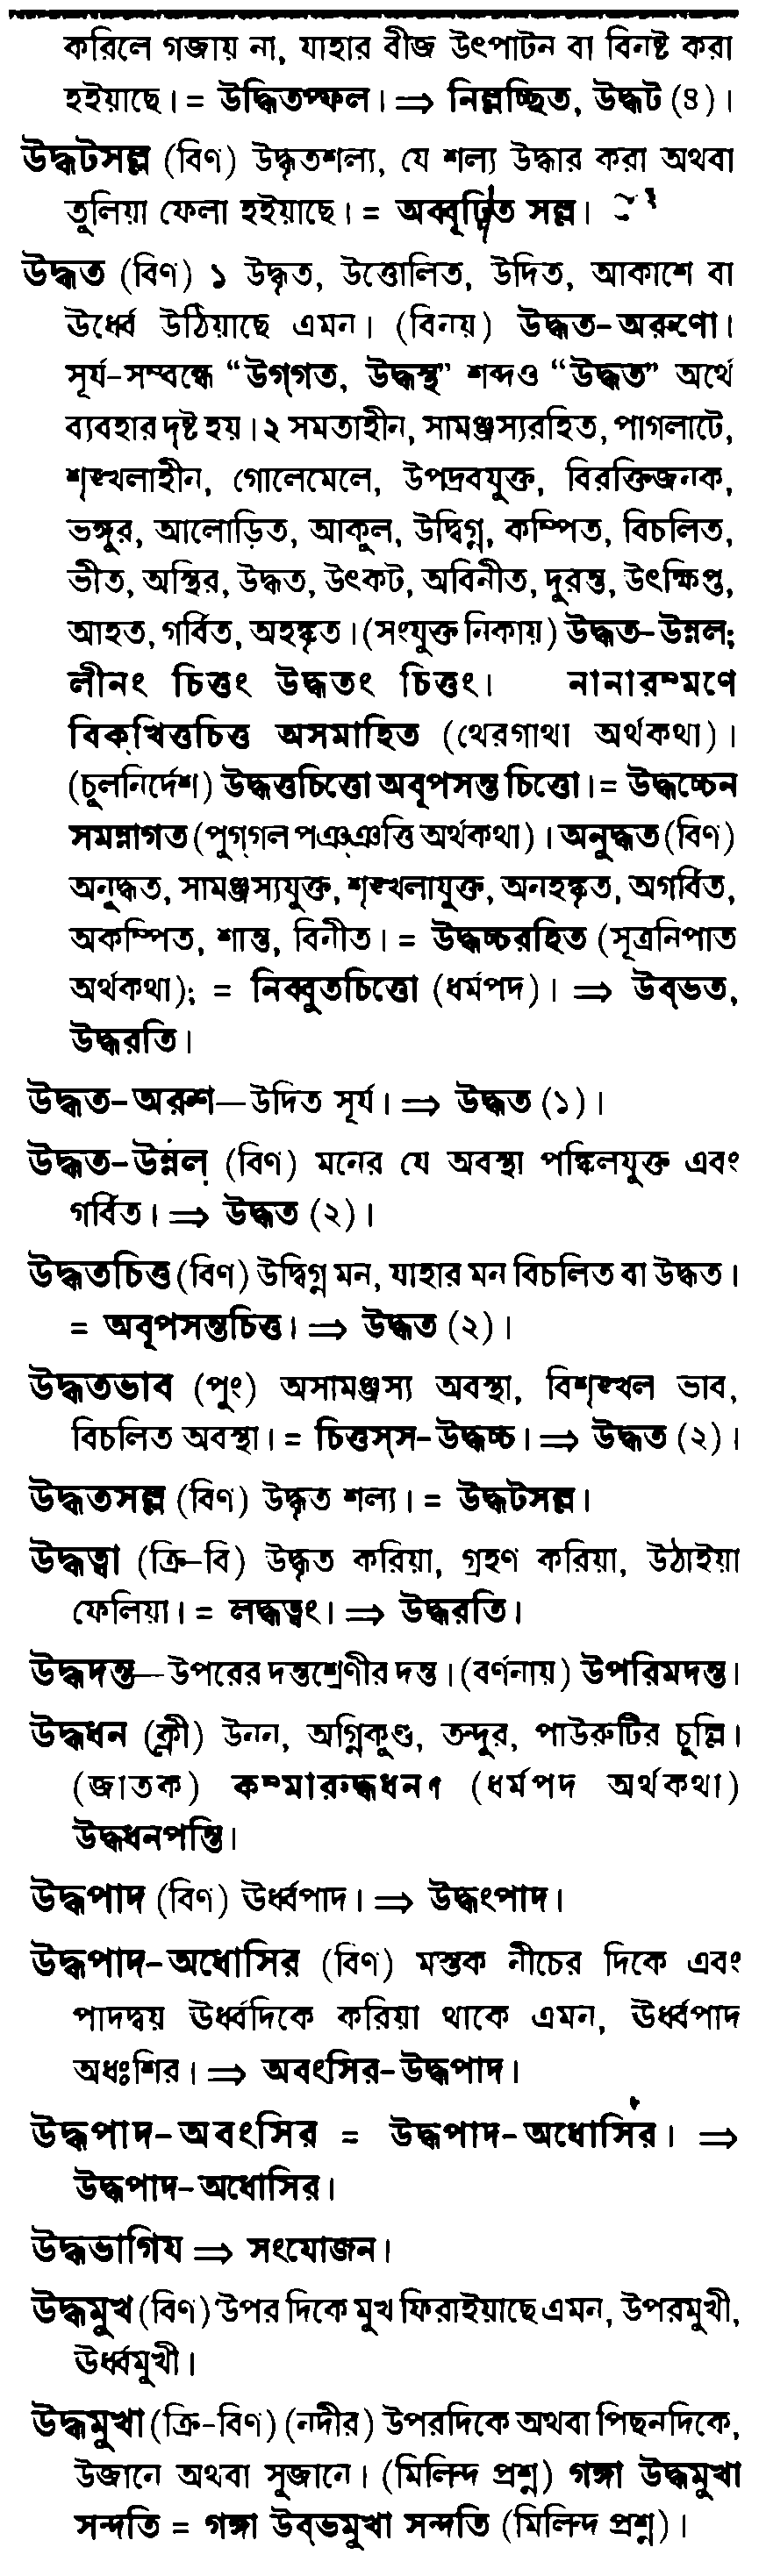 করিলে গজায় না, যাহার বীজ উৎপাটন বা বিনষ্ট করা
হইয়াছে। = উদ্ধিতপ্ফল। ⇒ নিল্লচ্ছিত, উদ্ধট (৪)।
উদ্ধটসল্ল (বিণ) উদ্ধৃতশল্য, যে শল্য উদ্ধার করা অথবা
তুলিয়া ফেলা হইয়াছে। = অব্বূঢ়িত সল্ল।
উদ্ধত (বিণ) ১ উদ্ধৃত, উত্তোলিত, উদিত, আকাশে বা
ঊর্ধ্বে উঠিয়াছে এমন। (বিনয়) উদ্ধত-অরুণো।
সূর্য-সম্বন্ধে “উগ্গত, উদ্ধস্থ” শব্দও “উদ্ধত” অর্থে
ব্যবহার দৃষ্ট হয়। ২ সমতাহীন, সামঞ্জস্যরহিত, পাগলাটে,
শৃঙ্খলাহীন, গোলেমেলে, উপদ্রবযুক্ত, বিরক্তিজনক,
ভঙ্গুর, আলোড়িত, আকুল, উদ্বিগ্ন, কম্পিত, বিচলিত,
ভীত, অস্থির, উদ্ধত, উৎকট, অবিনীত, দুরন্ত, উৎক্ষিপ্ত,
আহত, গর্বিত, অহঙ্কৃত। (সংযুক্ত নিকায়) উদ্ধত-উন্নল;
লীনং চিত্তং উদ্ধতং চিত্তং। নানারম্মণে
বিক্খিত্তচিত্ত অসমাহিত (থেরগাথা অর্থকথা)।
(চূলনির্দেশ) উদ্ধত্তচিত্তো অবূপসন্ত চিত্তো। = উদ্ধচ্চেন
সমন্নাগত (পুগ্গল পঞ্ঞত্তি অর্থকথা)। অনুদ্ধত (বিণ)
অনুদ্ধত, সামঞ্জস্যযুক্ত, শৃঙ্খলাযুক্ত, অনহঙ্কৃত, অগর্বিত,
অকম্পিত, শান্ত, বিনীত। = উদ্ধচ্চরহিত (সূত্রনিপাত
অর্থকথা); = নিব্বুতচিত্তো (ধর্মপদ)। ⇒ উব্ভত,
উদ্ধরতি।
উদ্ধত-অরুণ—উদিত সূর্য। ⇒ উদ্ধত (১)।
উদ্ধত-উন্নল (বিণ) মনের যে অবস্থা পঙ্কিলযুক্ত এবং
গর্বিত। ⇒ উদ্ধত (২)।
উদ্ধতচিত্ত (বিণ) উদ্বিগ্ন মন, যাহার মন বিচলিত বা উদ্ধত।
= অবূপসন্তচিত্ত। ⇒ উদ্ধত (২)।
উদ্ধতভাব (পুং) অসামঞ্জস্য অবস্থা, বিশৃঙ্খল ভাব,
বিচলিত অবস্থা। = চিত্তস্স-উদ্ধচ্চ। ⇒ উদ্ধত (২)।
উদ্ধতসল্ল (বিণ) উদ্ধৃত শল্য। = উদ্ধটসল্ল।
উদ্ধত্বা (ক্রি-বি) উদ্ধৃত করিয়া, গ্রহণ করিয়া, উঠাইয়া
ফেলিয়া। = লদ্ধত্বং। ⇒ উদ্ধরতি।
উদ্ধদন্ত— উপরের দন্তশ্রেণীর দন্ত। (বর্ণনায়) উপরিমদন্ত।
উদ্ধধন (ক্লী) উনন, অগ্নিকুণ্ড, তন্দুর, পাউরুটির চুল্লি।
(জাতক) কম্মারুদ্ধধন। (ধর্মপদ অর্থকথা)
উদ্ধধনপন্তি।
উদ্ধপাদ (বিণ) ঊর্ধ্বপাদ। ⇒ উদ্ধংপাদ।
উদ্ধপাদ-অধোসির (বিণ) মস্তক নীচের দিকে এবং
পাদদ্বয় ঊর্ধ্বদিকে করিয়া থাকে এমন, ঊর্ধ্বপাদ
অধঃশির। ⇒ অবংসির-উদ্ধপাদ।
উদ্ধপাদ-অবংসির = উদ্ধপাদ-অধোসির। ⇒
উদ্ধপাদ-অধোসির।
উদ্ধভাগিয ⇒ সংযোজন।
উদ্ধমুখ (বিণ) উপর দিকে মুখ ফিরাইয়াছে এমন, উপরমুখী,
ঊর্ধ্বমুখী।
উদ্ধমুখা (ক্রি-বিণ) (নদীর) উপরদিকে অথবা পিছনদিকে,
উজানে অথবা সুজানে। (মিলিন্দ প্রশ্ন) গঙ্গা উদ্ধমুখা
সন্দতি = গঙ্গা উব্ভমুখা সন্দতি (মিলিন্দ প্রশ্ন)।